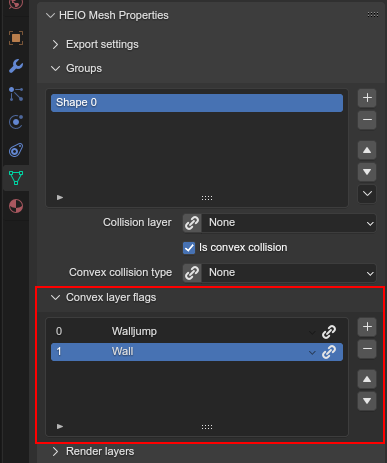 HEIO Mesh Properties
Export settings
Groups
Shape 0
Collision layer None
Is convex collision
Convex collision type None
Convex layer flags
0 Walljump
1 Wall
Render layers